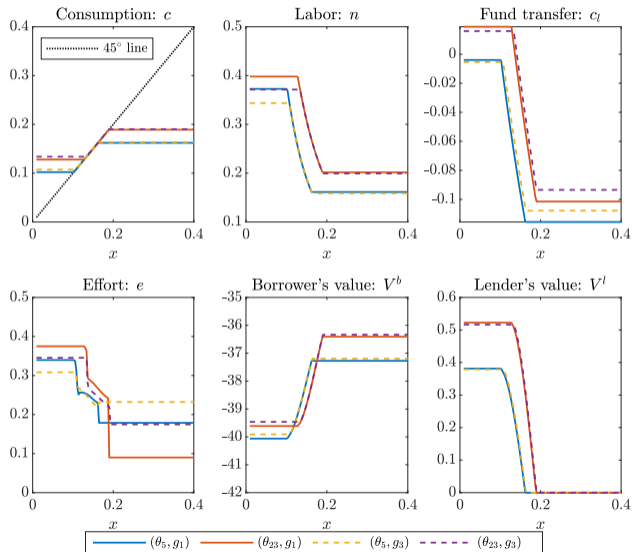 Consumption: c
Labor: n
Fund transfer: c_l
0.4
0.3
0.2
0.1
0
45° line
0 0.2 0.4
x
0.5
0.4
0.3
0.2
0.1
0 0.2 0.4
x
0
-0.02
-0.04
-0.06
-0.08
-0.1
0 0.2 0.4
x
Effort: e
Borrower's value: V^b
Lender's value: V^l
0.5
0.4
0.3
0.2
0.1
0
0 0.2 0.4
x
-35
-36
-37
-38
-39
-40
-41
-42
0 0.2 0.4
x
0.6
0.5
0.4
0.3
0.2
0.1
0
0 0.2 0.4
x
(θ₅, g₁) (θ₂₃, g₁) (θ₅, g₃) (θ₂₃, g₃)